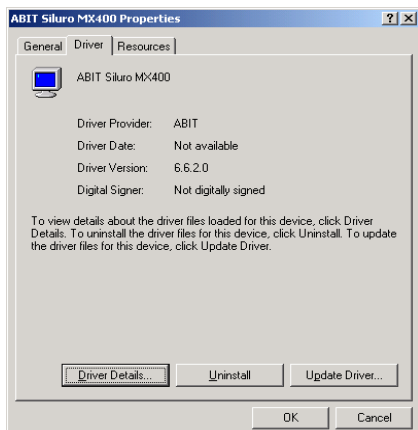 ABIT Siluro MX400 Properties
General Driver Resources
ABIT Siluro MX400
Driver Provider: ABIT
Driver Date: Not available
Driver Version: 6.6.2.0
Digital Signer: Not digitally signed
To view details about the driver files loaded for this device, click Driver
Details. To uninstall the driver files for this device, click Uninstall. To update
the driver files for this device, click Update Driver.
Driver Details... Uninstall Update Driver...
OK Cancel